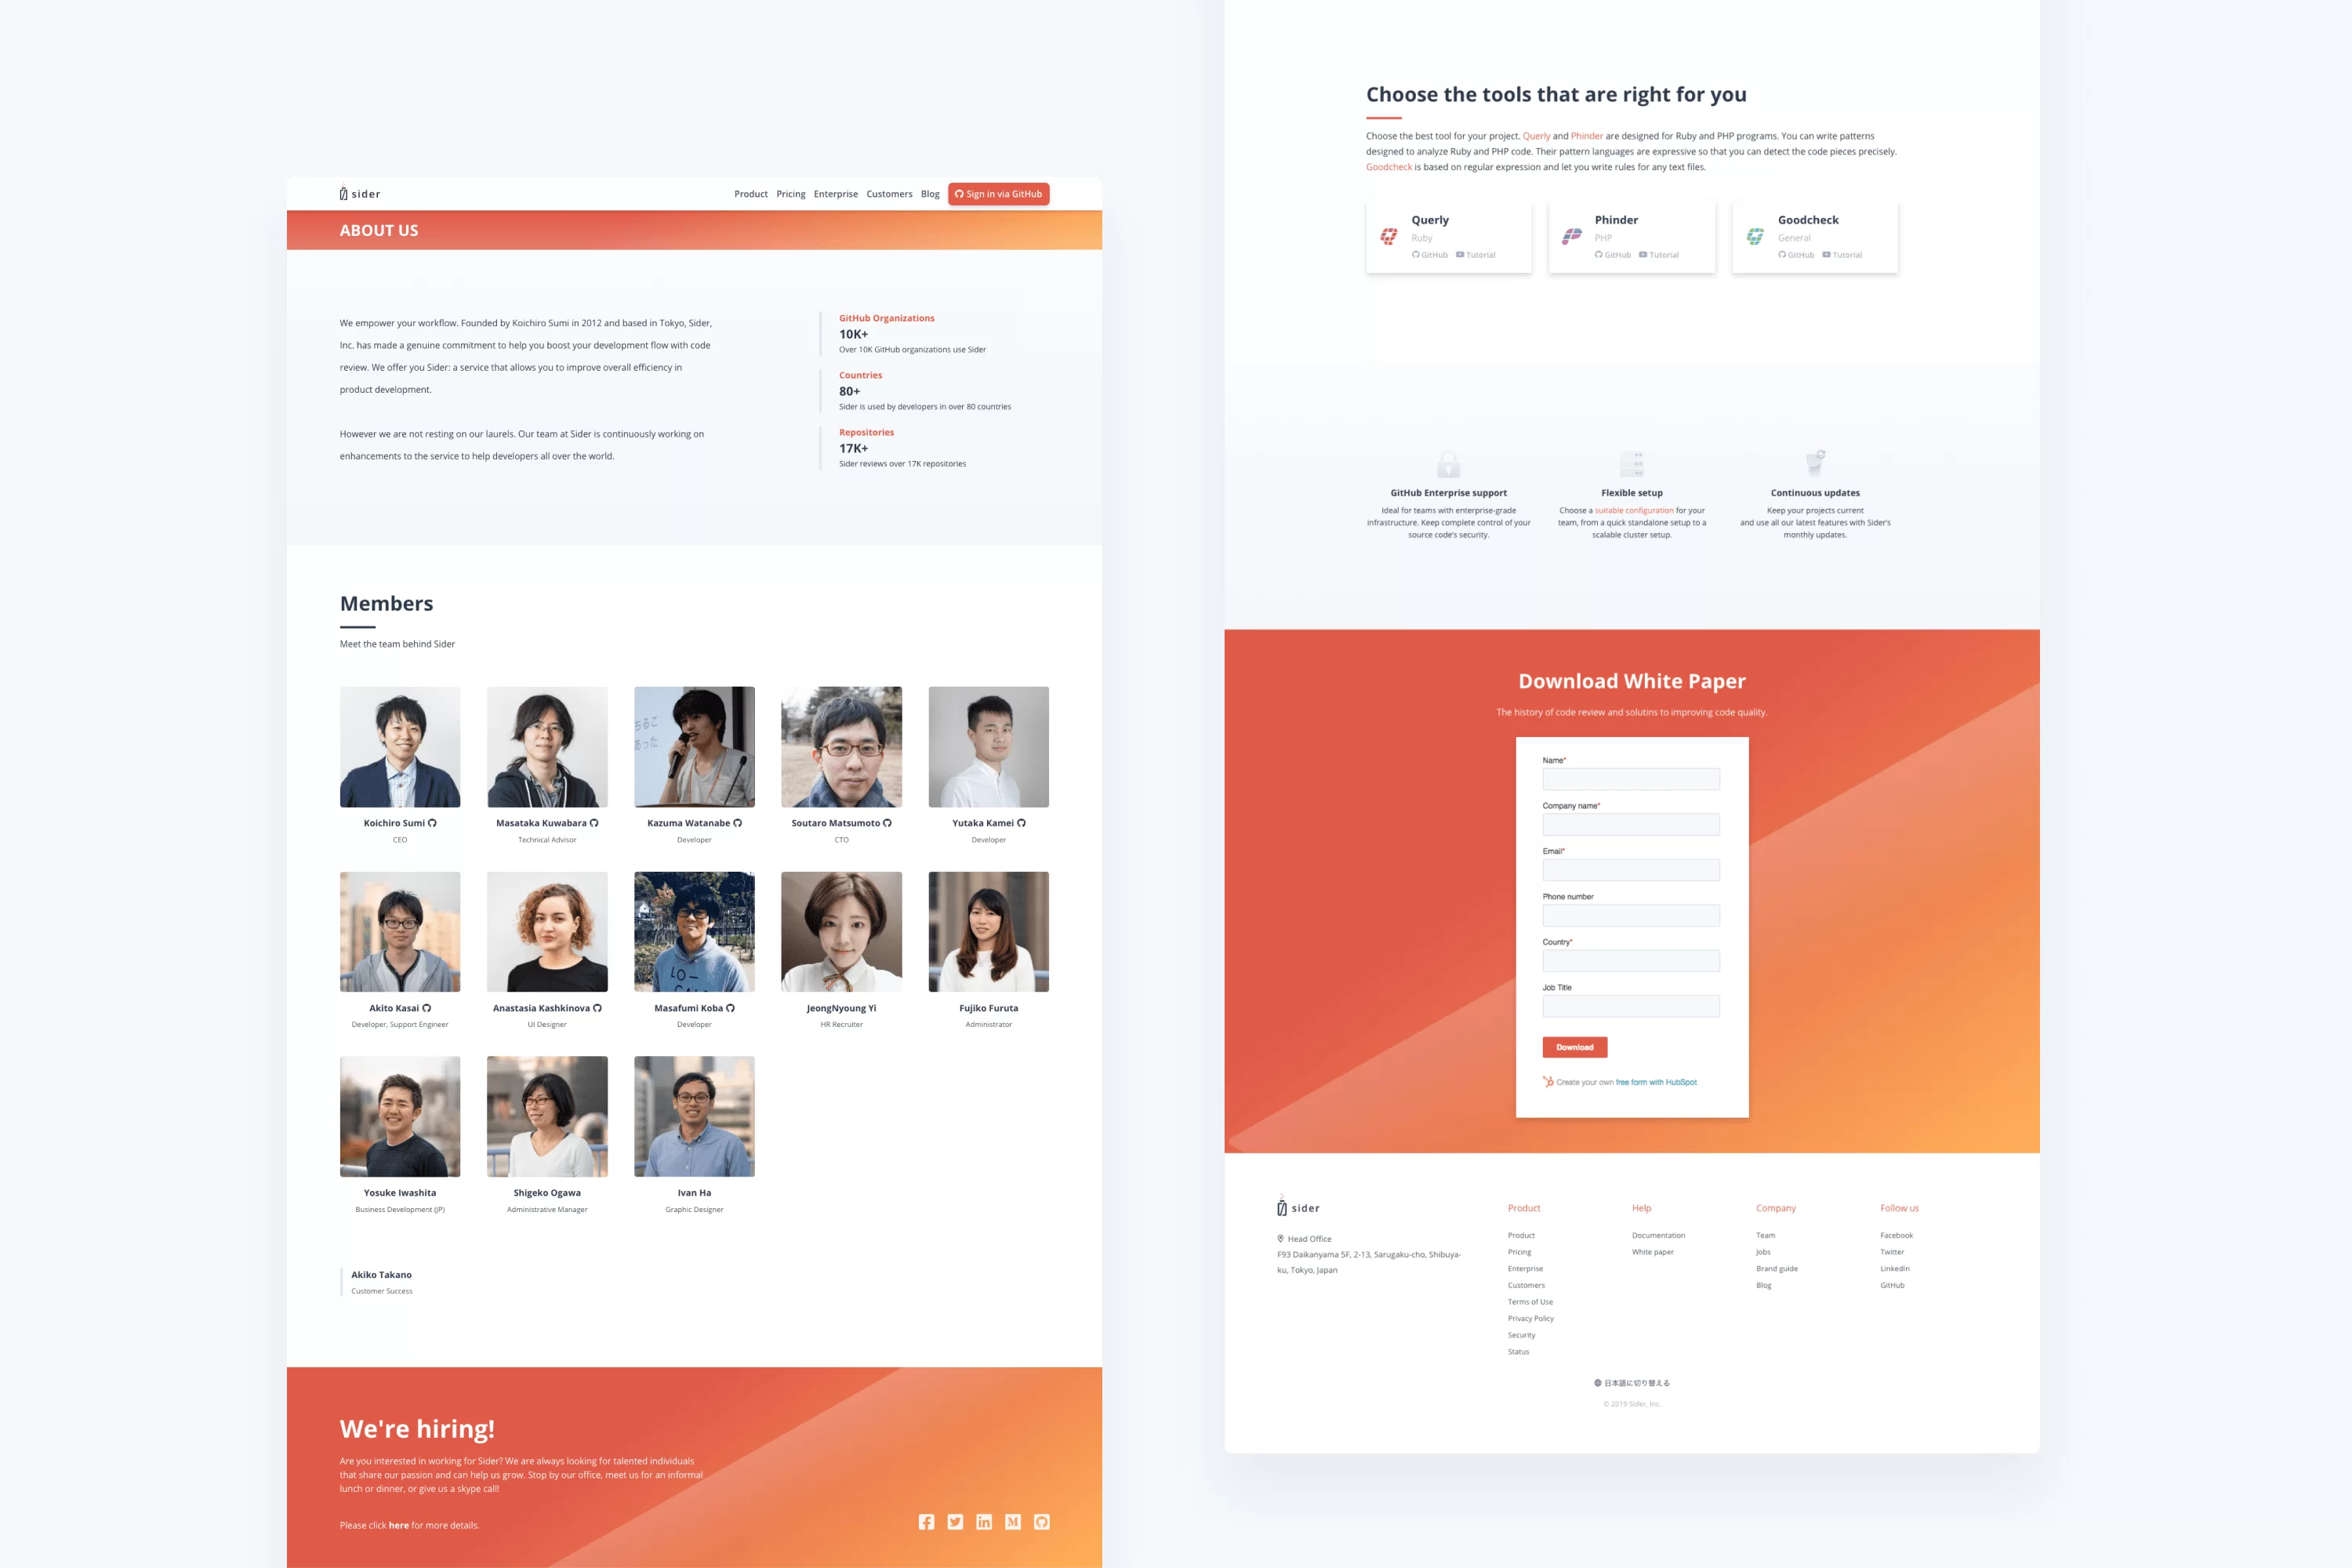 sider
Product Pricing Enterprise Customers Blog Sign in via GitHub
ABOUT US
We empower your workflow. Founded by Koichiro Sumi in 2012 and based in Tokyo, Sider,
Inc. has made a genuine commitment to help you boost your development flow with code
review. We offer you Sider: a service that allows you to improve overall efficiency in
product development.
However we are not resting on our laurels. Our team at Sider is continuously working on
enhancements to the service to help developers all over the world.
GitHub Organizations
10K+
Over 10K GitHub organizations use Sider
Countries
80+
Sider is used by developers in over 80 countries
Repositories
17K+
Sider reviews over 17K repositories
Members
Meet the team behind Sider
ちるこ
あった
Koichiro Sumi
CEO
Masataka Kuwabara
Technical Advisor
Kazuma Watanabe
Developer
Soutaro Matsumoto
CTO
Yutaka Kamei
Developer
LO-
Akito Kasai
Developer, Support Engineer
Anastasia Kashkinova
UI Designer
Masafumi Koba
Developer
JeongNyoung Yi
HR Recruiter
Fujiko Furuta
Administrator
Yosuke Iwashita
Business Development (JP)
Shigeko Ogawa
Administrative Manager
Ivan Ha
Graphic Designer
Akiko Takano
Customer Success
We're hiring!
Are you interested in working for Sider? We are always looking for talented individuals
that share our passion and can help us grow. Stop by our office, meet us for an informal
lunch or dinner, or give us a skype call!
Please click here for more details.
Choose the tools that are right for you
Choose the best tool for your project. Querly and Phinder are designed for Ruby and PHP programs. You can write patterns
designed to analyze Ruby and PHP code. Their pattern languages are expressive so that you can detect the code pieces precisely.
Goodcheck is based on regular expression and let you write rules for any text files.
Querly
Ruby
GitHub Tutorial
Phinder
PHP
GitHub Tutorial
Goodcheck
General
GitHub Tutorial
GitHub Enterprise support
Ideal for teams with enterprise-grade
infrastructure. Keep complete control of your
source code's security.
Flexible setup
Choose a suitable configuration for your
team, from a quick standalone setup to a
scalable cluster setup.
Continuous updates
Keep your projects current
and use all our latest features with Sider's
monthly updates.
Download White Paper
The history of code review and solutins to improving code quality.
Name*
Company name*
Email*
Phone number
Country*
Job Title
Download
Create your own free form with HubSpot
sider
Head Office
F93 Daikanyama 5F, 2-13, Sarugaku-cho, Shibuya-
ku, Tokyo, Japan
Product
Product
Pricing
Enterprise
Customers
Terms of Use
Privacy Policy
Security
Status
Help
Documentation
White paper
Company
Team
Jobs
Brand guide
Blog
Follow us
Facebook
Twitter
LinkedIn
GitHub
日本語に切り替える
© 2019 Sider, Inc.